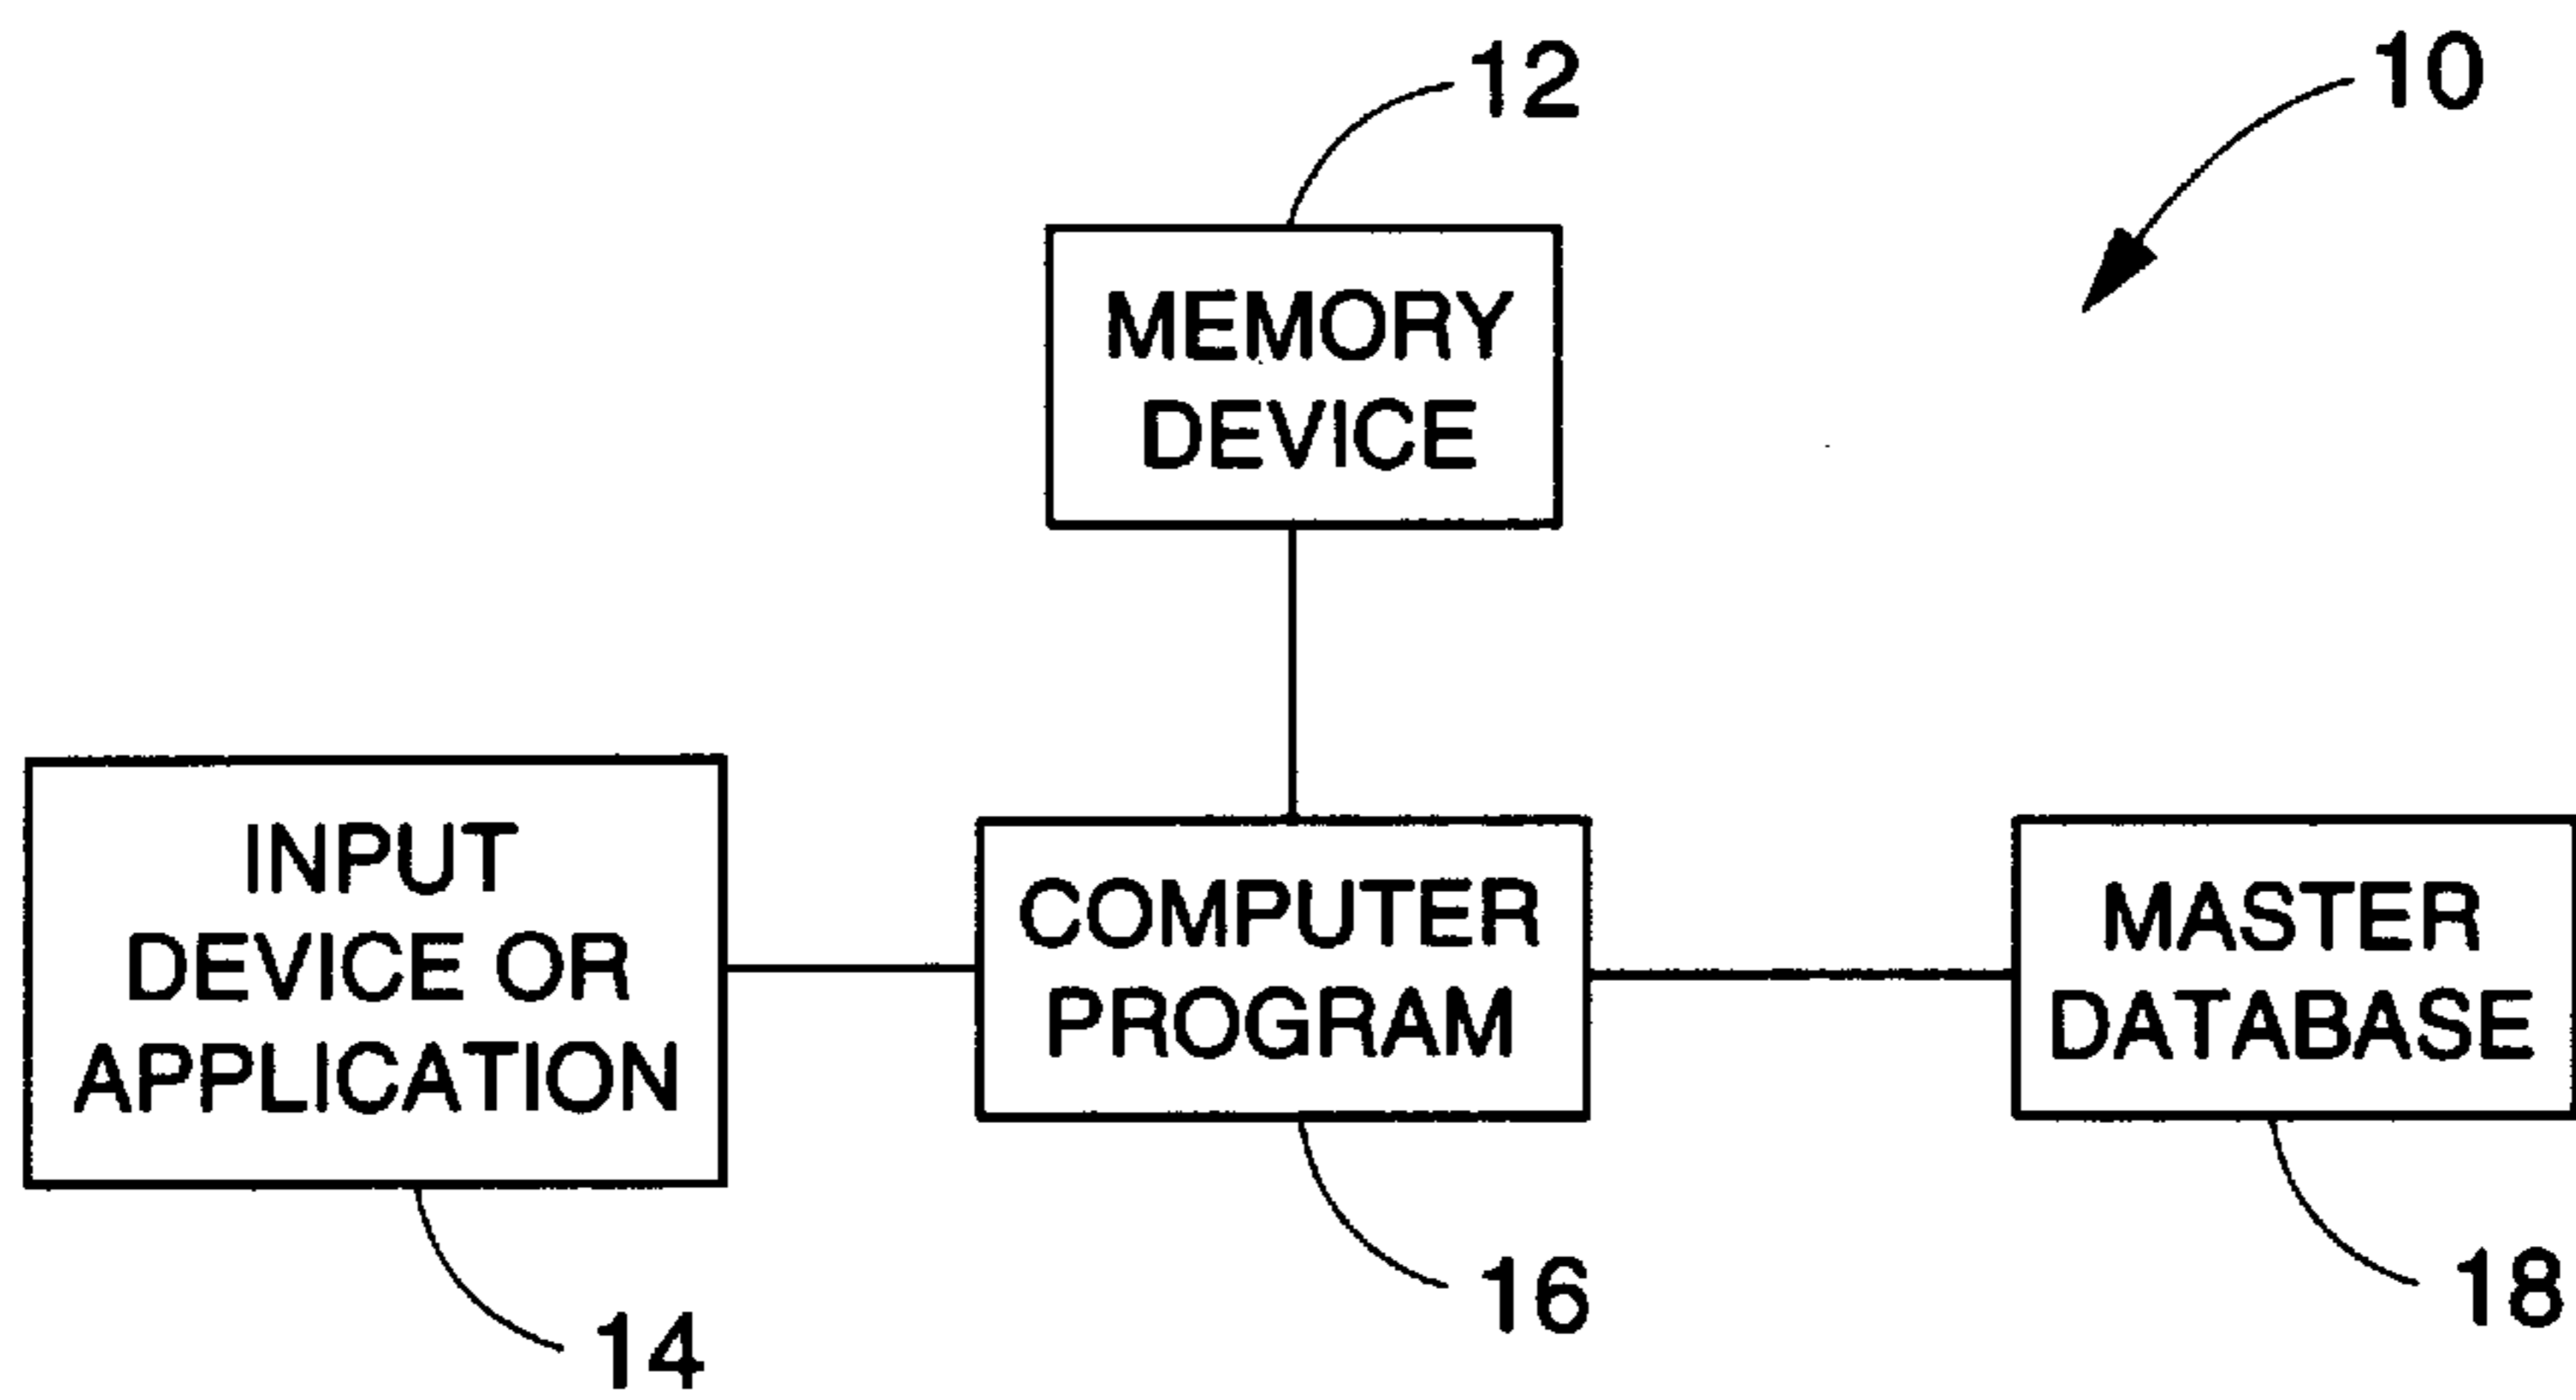 12
10
MEMORY
DEVICE
INPUT
DEVICE OR
APPLICATION
COMPUTER
PROGRAM
MASTER
DATABASE
14
16
18